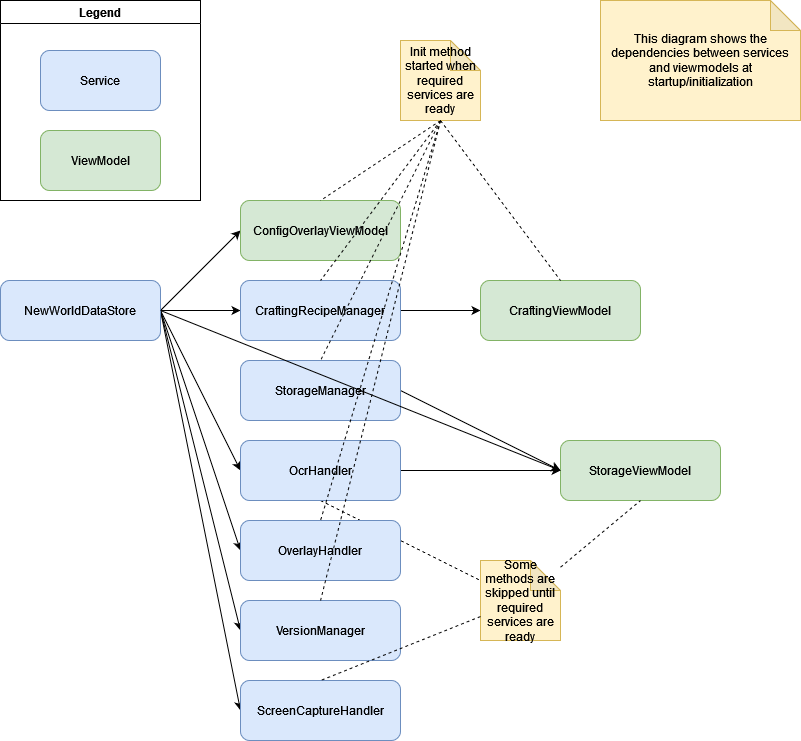 Legend
Service
ViewModel
Init method
started when
required
services are
ready
This diagram shows the
dependencies between services
and viewmodels at
startup/initialization
ConfigOverlayViewModel
NewWorldDataStore
CraftingRecipeManager
CraftingViewModel
StorageManager
OcrHandler
StorageViewModel
OverlayHandler
Some
methods are
skipped until
required
services are
ready
VersionManager
ScreenCaptureHandler